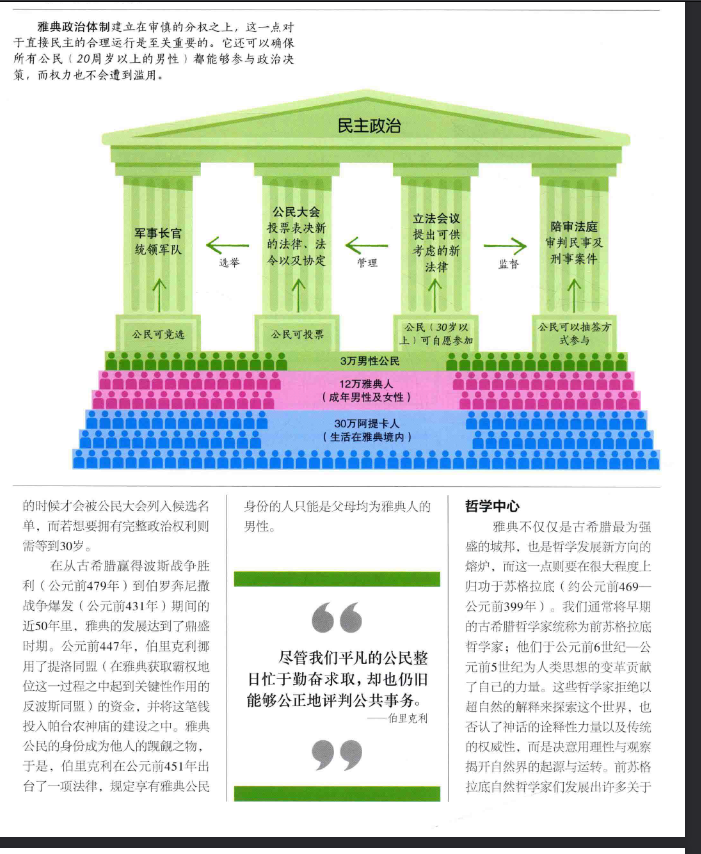 雅典政治体制建立在审慎的分权之上，这一点对
于直接民主的合理运行是至关重要的。它还可以确保
所有公民（20周岁以上的男性）都能够参与政治决
策，而权力也不会遭到滥用。
民主政治
军事长官
统领军队
选举
公民大会
投票表决新
的法律、法
令以及协定
管理
立法会议
提出可供
考虑的新
法律
监督
陪审法庭
审判民事及
刑事案件
公民可竞选
公民可投票
公民（30岁以
上）可自愿参加
公民可以抽签方
式参与
3万男性公民
12万雅典人
（成年男性及女性）
30万阿提卡人
（生活在雅典境内）
的时候才会被公民大会列入候选名
单，而若想要拥有完整政治权利则
需等到30岁。
在从古希腊赢得波斯战争胜
利（公元前479年）到伯罗奔尼撒
战争爆发（公元前431年）期间的
近50年里，雅典的发展达到了鼎盛
时期。公元前447年，伯里克利挪
用了提洛同盟（在雅典获取霸权地
位这一过程之中起到关键性作用的
反波斯同盟）的资金，并将这笔钱
投入帕台农神庙的建设之中。雅典
公民的身份成为他人的觊觎之物，
于是，伯里克利在公元前451年出
台了一项法律，规定享有雅典公民
身份的人只能是父母均为雅典人的
男性。
“
尽管我们平凡的公民整
日忙于勤奋求取，却也仍旧
能够公正地评判公共事务。
——伯里克利
”
哲学中心
雅典不仅仅是古希腊最为强
盛的城邦，也是哲学发展新方向的
熔炉，而这一点则要在很大程度上
归功于苏格拉底（约公元前469—
公元前399年）。我们通常将早期
的古希腊哲学家统称为前苏格拉底
哲学家；他们于公元前6世纪—公
元前5世纪为人类思想的变革贡献
了自己的力量。这些哲学家拒绝以
超自然的解释来探索这个世界，也
否认了神话的诠释性力量以及传统
的权威性，而是决意用理性与观察
揭开自然界的起源与运转。前苏格
拉底自然哲学家们发展出许多关于